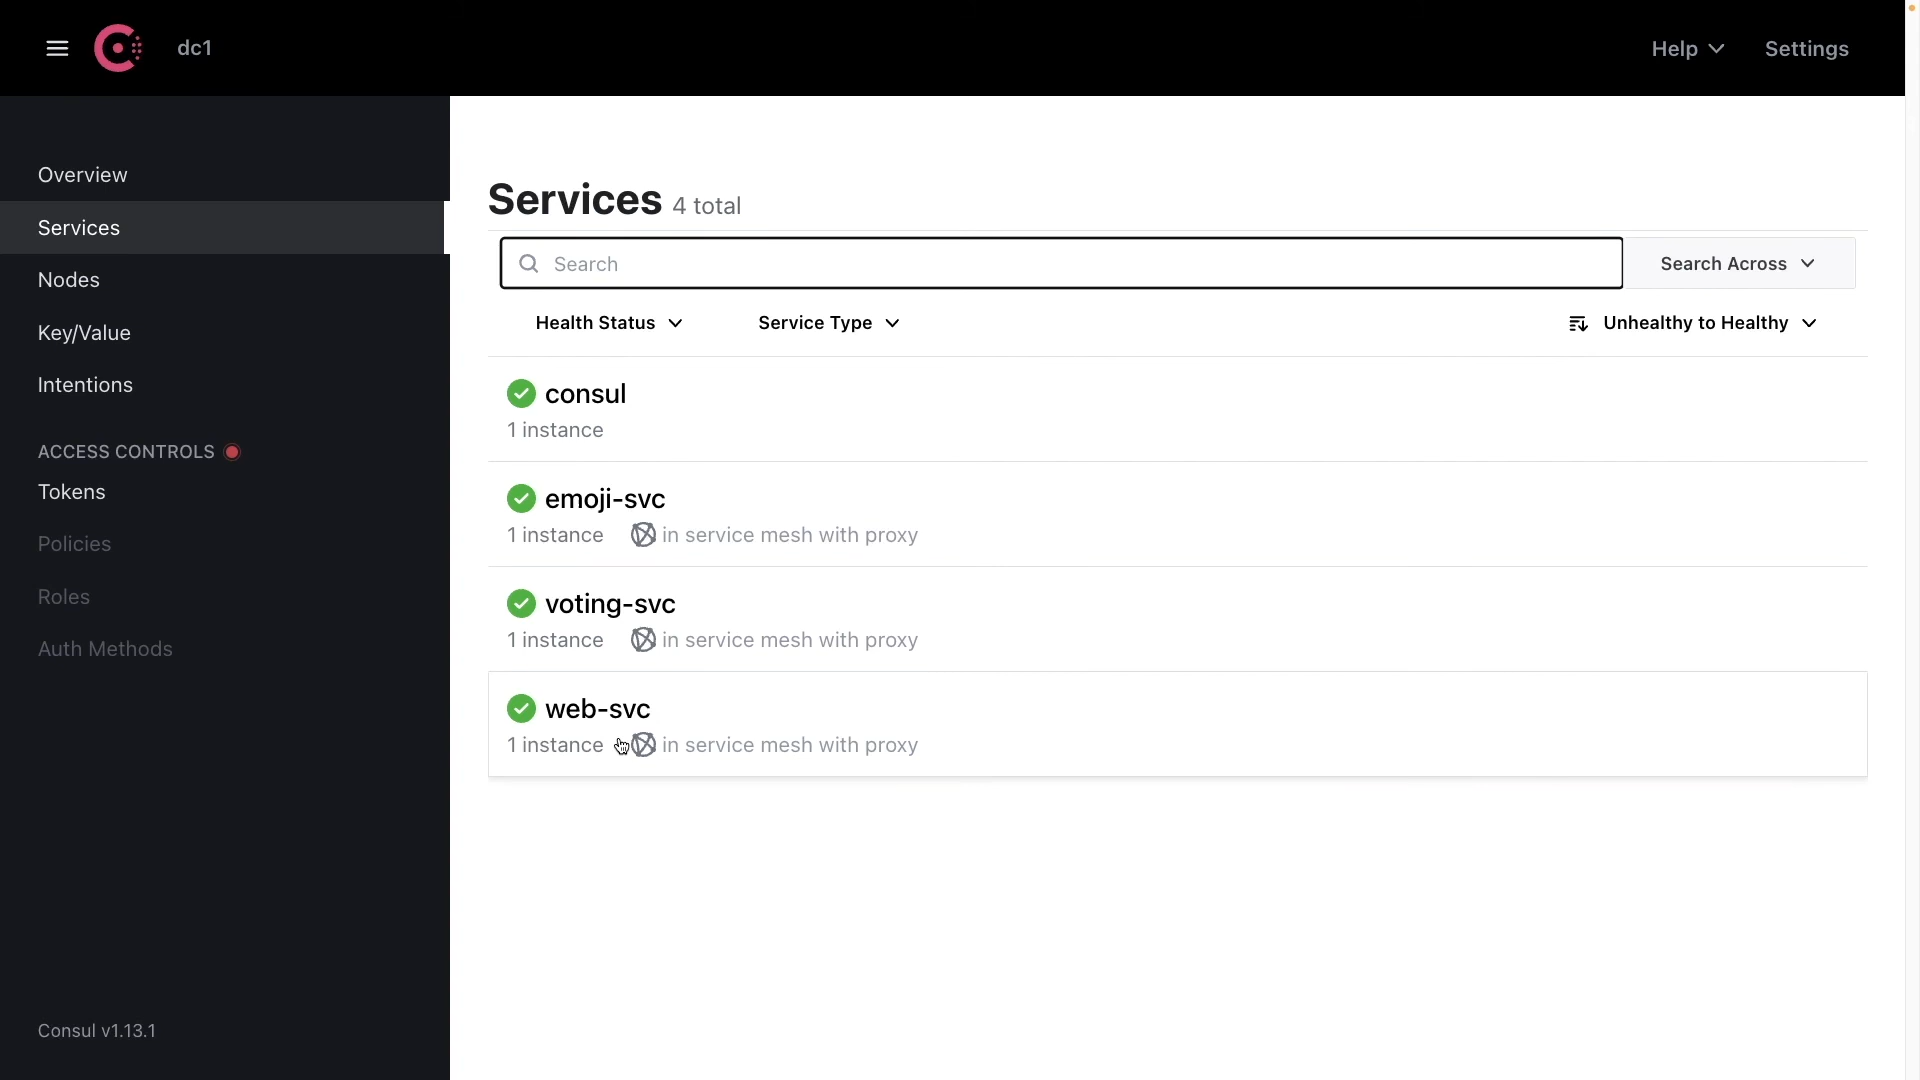 dc1
Help
Settings
Overview
Services
Nodes
Key/Value
Intentions
ACCESS CONTROLS
Tokens
Policies
Roles
Auth Methods
Consul v1.13.1
Services 4 total
Search
Search Across
Health Status
Service Type
Unhealthy to Healthy
consul
1 instance
emoji-svc
1 instance in service mesh with proxy
voting-svc
1 instance in service mesh with proxy
web-svc
1 instance in service mesh with proxy